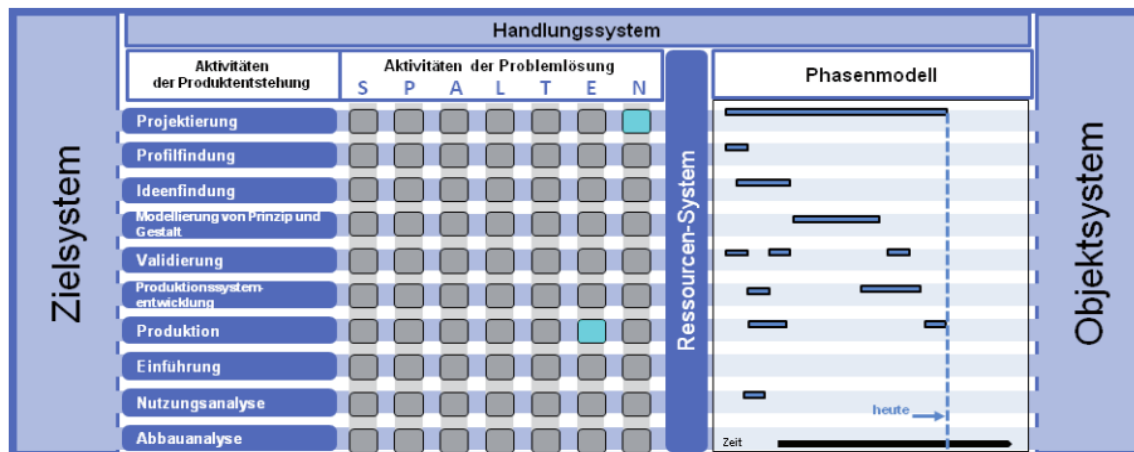 Handlungssystem
Aktivitäten
der Produktentstehung
Aktivitäten der Problemlösung
S P A L T E N
Phasenmodell
Zielsystem
Projektierung
Profilfindung
Ideenfindung
Modellierung von Prinzip und
Gestalt
Validierung
Produktionssystem-
entwicklung
Produktion
Einführung
Nutzungsanalyse
Abbauanalyse
Ressourcen-System
heute
Zeit
Objektsystem